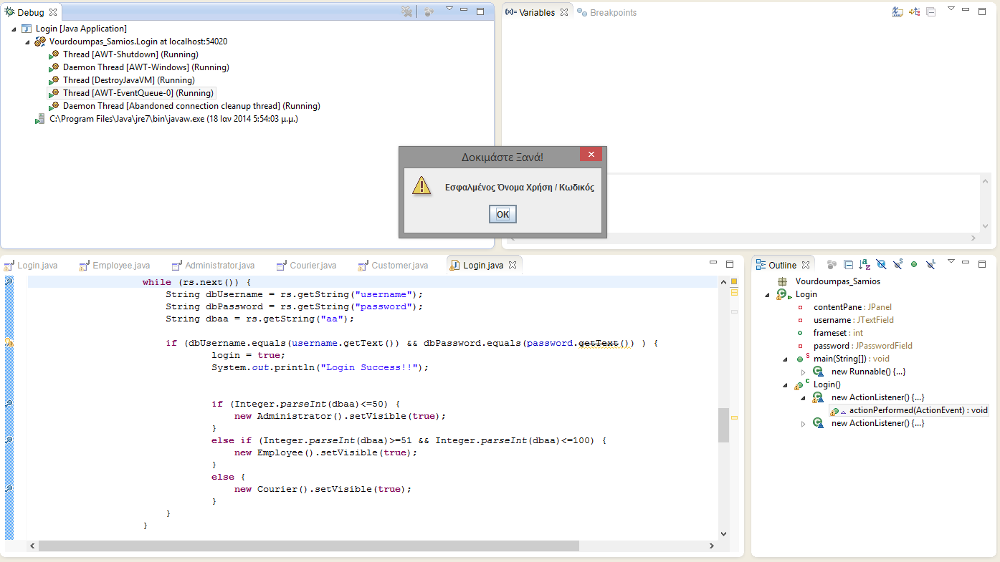 Debug
Login [Java Application]
Vourdoumpas_Samios.Login at localhost:54020
Thread [AWT-Shutdown] (Running)
Daemon Thread [AWT-Windows] (Running)
Thread [DestroyJavaVM] (Running)
Thread [AWT-EventQueue-0] (Running)
Daemon Thread [Abandoned connection cleanup thread] (Running)
C:\Program Files\Java\jre7\bin\javaw.exe (18 Ιαν 2014 5:54:03 μ.μ.)
(x)= Variables Breakpoints
Δοκιμάστε Ξανά!
Εσφαλμένος Όνομα Χρήση / Κωδικός
OK
Login.java Employee.java Administrator.java Courier.java Customer.java Login.java
while (rs.next()) {
String dbUsername = rs.getString("username");
String dbPassword = rs.getString("password");
String dbaa = rs.getString("aa");
if (dbUsername.equals(username.getText()) && dbPassword.equals(password.getText()) ) {
login = true;
System.out.println("Login Success!!");
if (Integer.parseInt(dbaa)<=50) {
new Administrator().setVisible(true);
}
else if (Integer.parseInt(dbaa)>=51 && Integer.parseInt(dbaa)<=100) {
new Employee().setVisible(true);
}
else {
new Courier().setVisible(true);
}
}
}
Outline
Vourdoumpas_Samios
Login
contentPane : JPanel
username : JTextField
frameset : int
password : JPasswordField
main(String[]) : void
new Runnable() {...}
Login()
new ActionListener() {...}
actionPerformed(ActionEvent) : void
new ActionListener() {...}